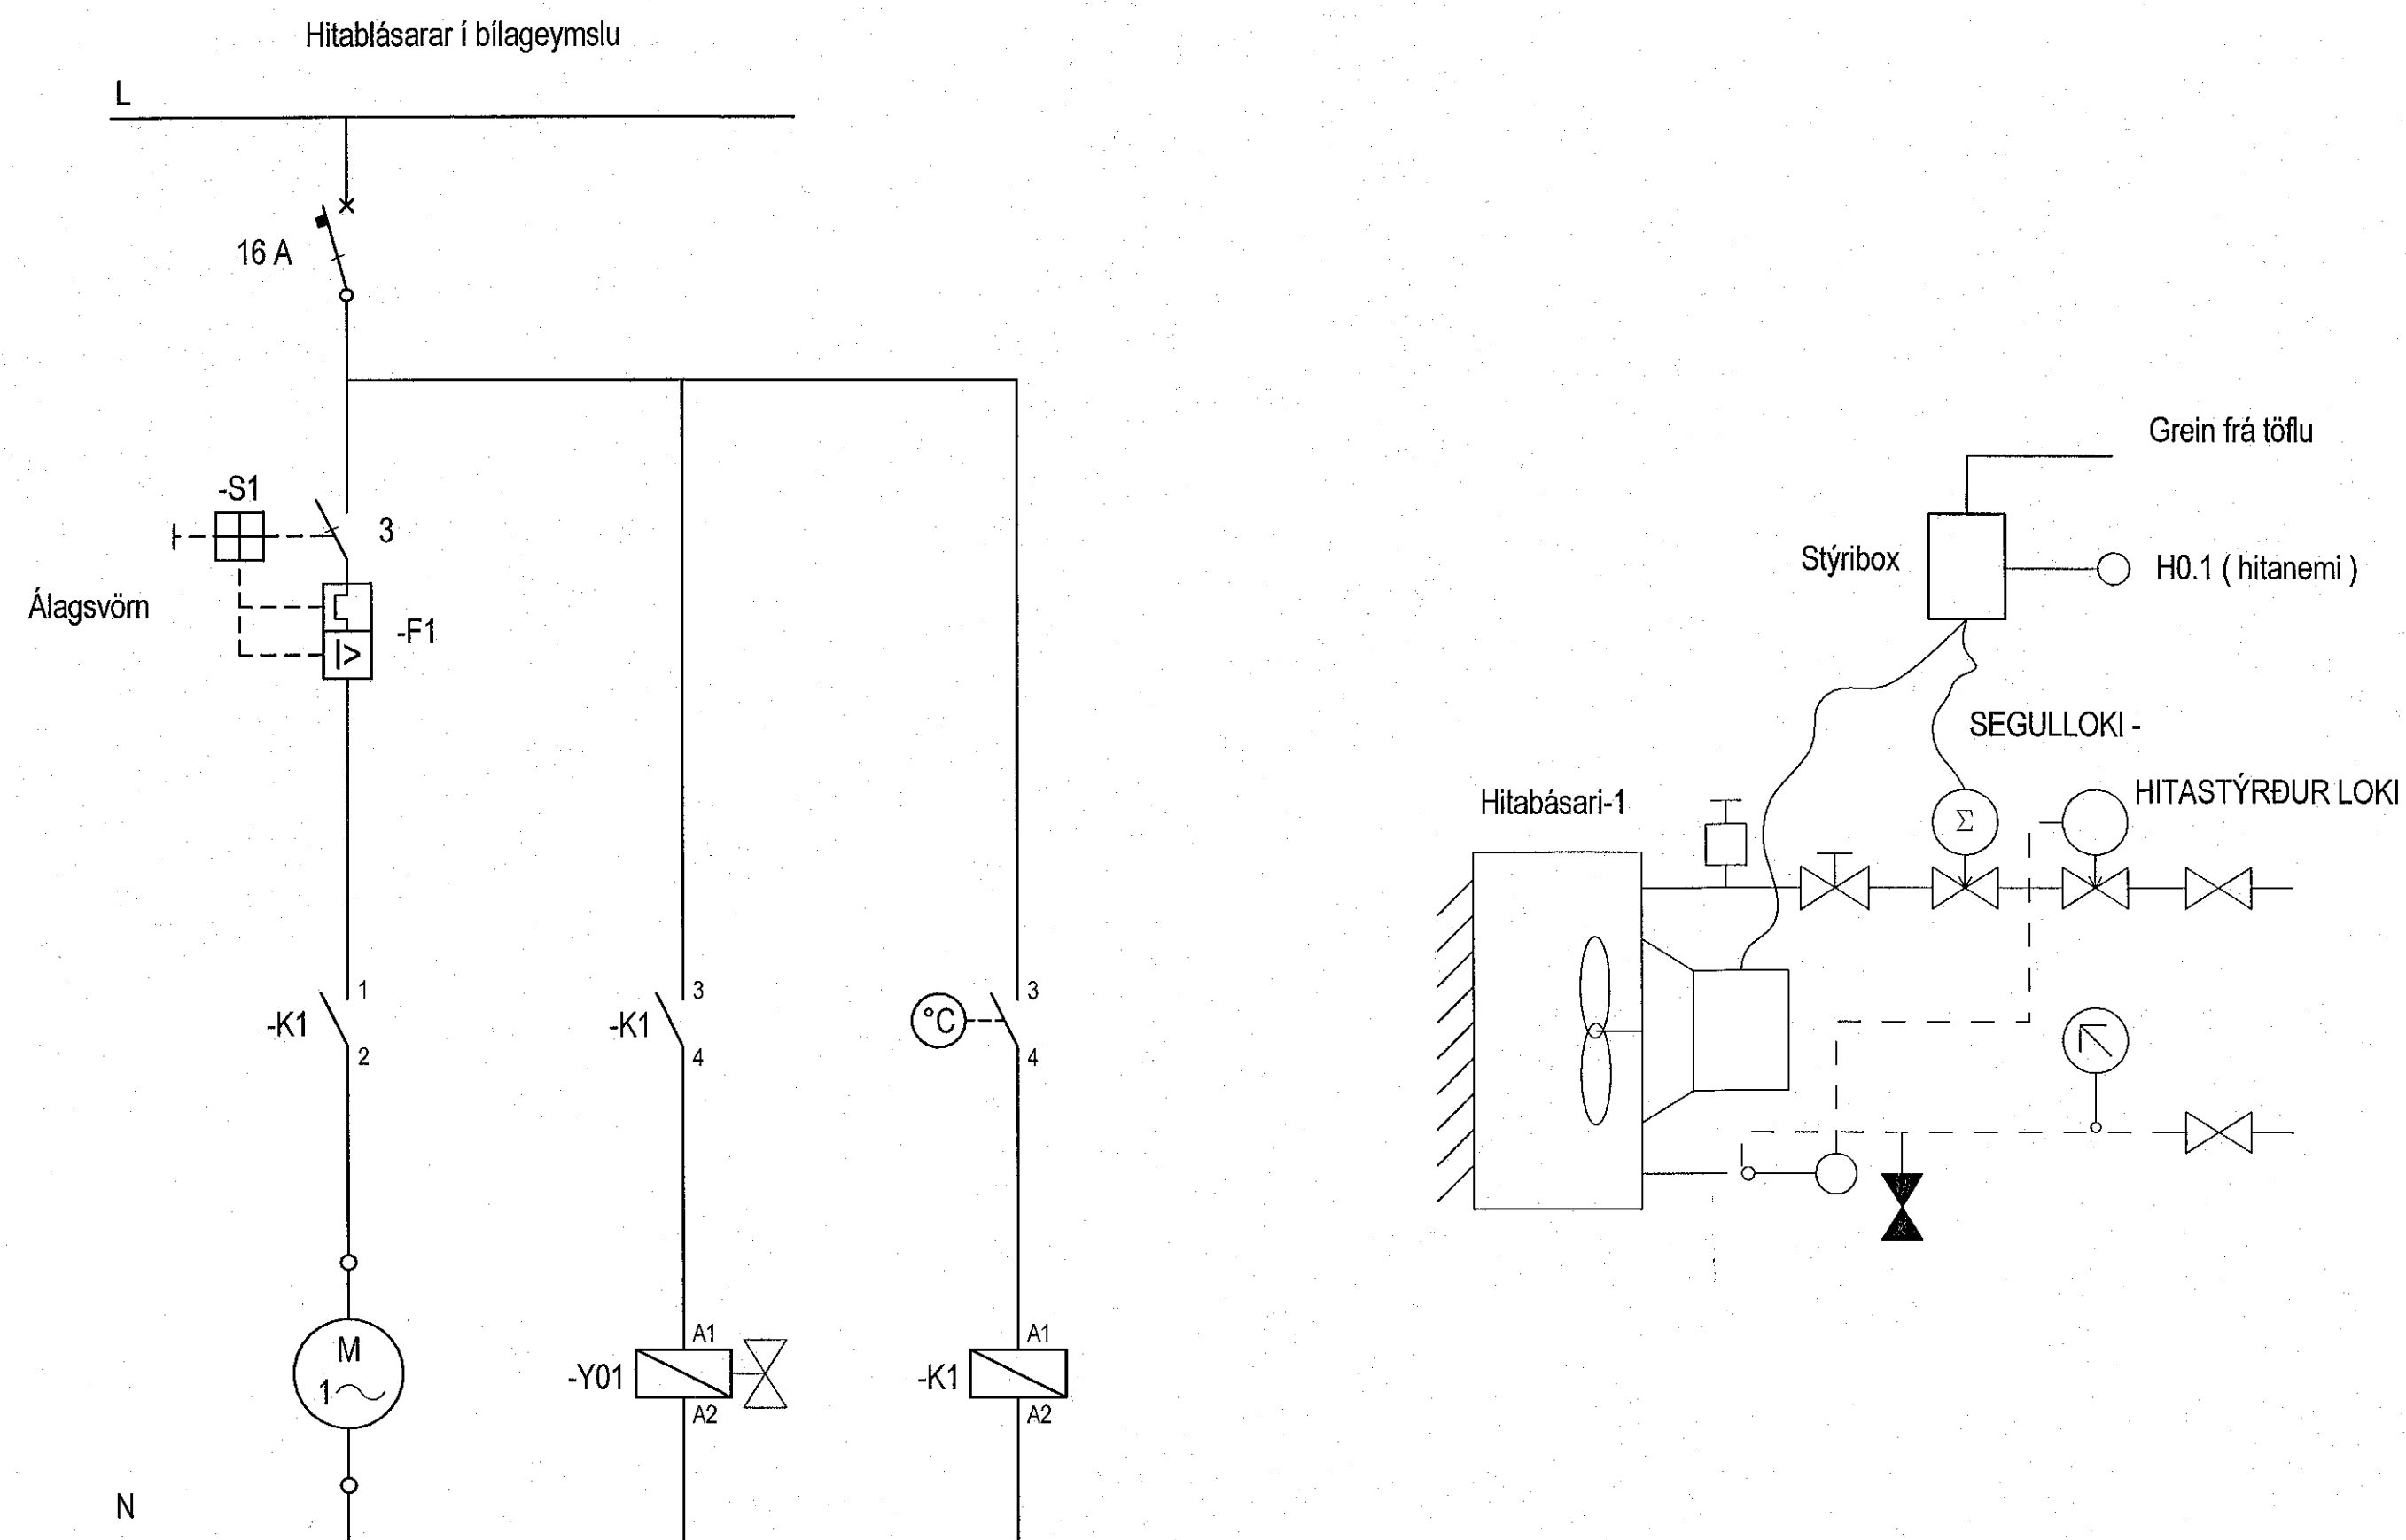 Hitablásarar í bílageymslu
L
16 A
-S1
3
Álagsvörn
-F1
1
-K1
2
3
-K1
4
°C
3
4
M
1~
A1
-Y01
A2
A1
-K1
A2
N
Grein frá töflu
Stýribox
H0.1 ( hitanemi )
SEGULLOKI -
HITASTÝRÐUR LOKI
Hitabásari-1
Σ